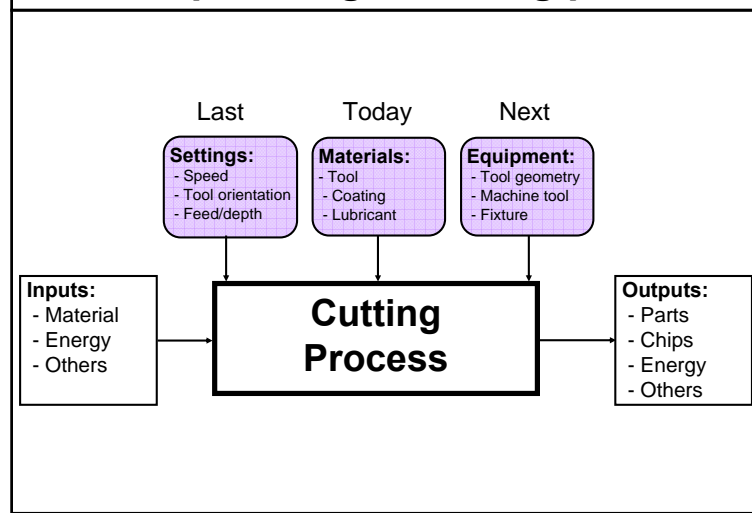 Last Today Next
Settings:
- Speed
- Tool orientation
- Feed/depth
Materials:
- Tool
- Coating
- Lubricant
Equipment:
- Tool geometry
- Machine tool
- Fixture
Inputs:
- Material
- Energy
- Others
Cutting
Process
Outputs:
- Parts
- Chips
- Energy
- Others